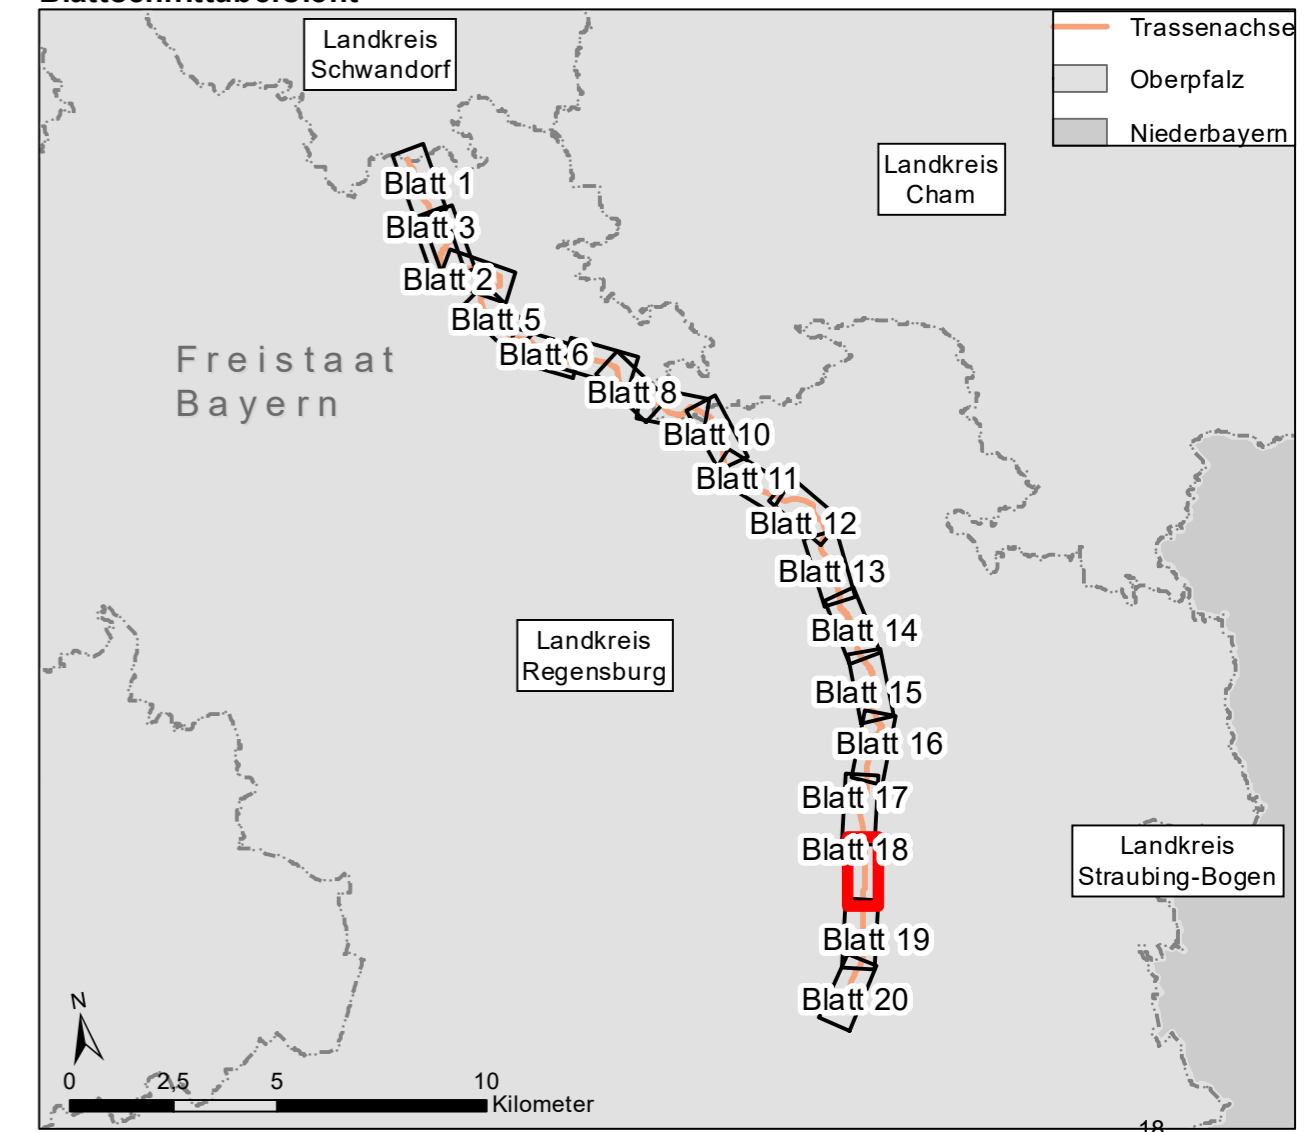 Blattschnittübersicht
Landkreis
Schwandorf
Trassenachse
Oberpfalz
Niederbayern
Landkreis
Cham
Blatt 1
Blatt 3
Blatt 2
Blatt 5
Freistaat
Bayern
Blatt 6
Blatt 8
Blatt 10
Blatt 11
Blatt 12
Blatt 13
Landkreis
Regensburg
Blatt 14
Blatt 15
Blatt 16
Blatt 17
Blatt 18
Landkreis
Straubing-Bogen
Blatt 19
Blatt 20
N
0 2,5 5 10
Kilometer
18